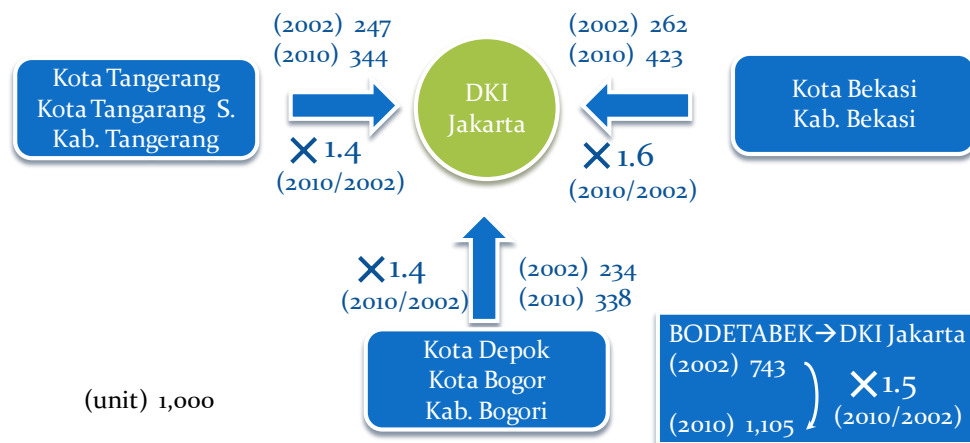 (2002) 247
(2010) 344
(2002) 262
(2010) 423
Kota Tangerang
Kota Tangarang S.
Kab. Tangerang
DKI
Jakarta
Kota Bekasi
Kab. Bekasi
×1.4
(2010/2002)
×1.6
(2010/2002)
×1.4
(2010/2002)
(2002) 234
(2010) 338
Kota Depok
Kota Bogor
Kab. Bogori
BODETABEK→DKI Jakarta
(2002) 743
×1.5
(2010/2002)
(2010) 1,105
(unit) 1,000